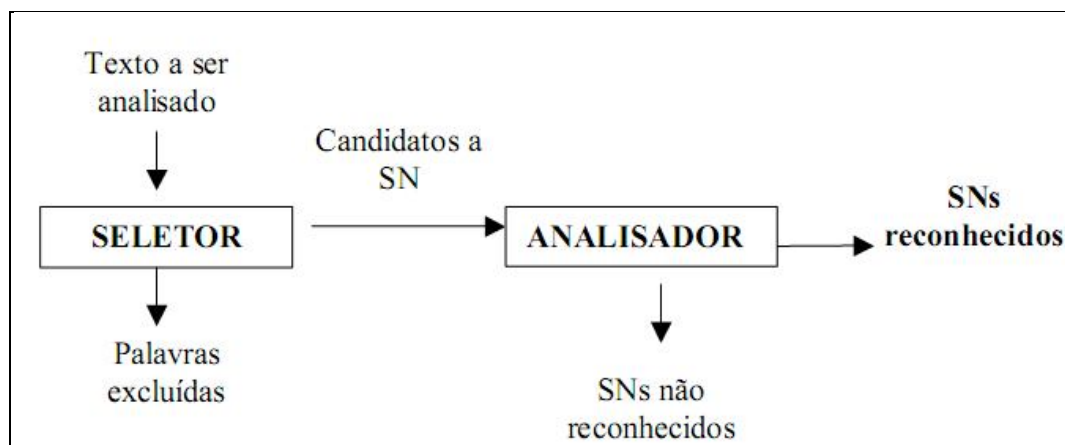 Texto a ser
analisado
Candidatos a
SN
SELETOR
ANALISADOR
SNs
reconhecidos
Palavras
excluídas
SNs não
reconhecidos